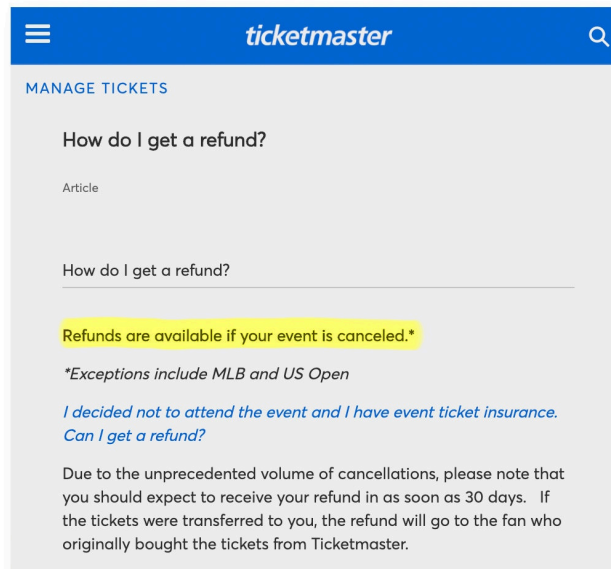 ticketmaster
MANAGE TICKETS
How do I get a refund?
Article
How do I get a refund?
Refunds are available if your event is canceled.*
*Exceptions include MLB and US Open
I decided not to attend the event and I have event ticket insurance.
Can I get a refund?
Due to the unprecedented volume of cancellations, please note that
you should expect to receive your refund in as soon as 30 days.   If
the tickets were transferred to you, the refund will go to the fan who
originally bought the tickets from Ticketmaster.